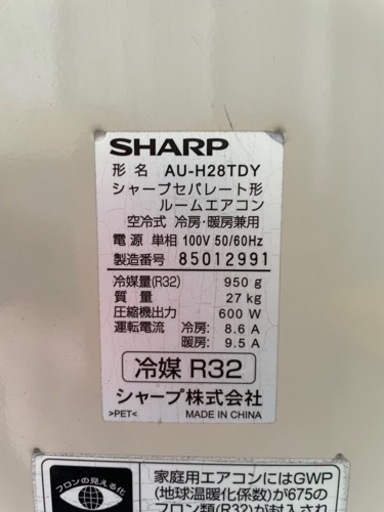 SHARP
形名 AU-H28TDY
シャープセパレート形
ルームエアコン
空冷式 冷房・暖房兼用
電源 単相 100V 50/60Hz
製造番号 85012991
冷媒量(R32) 950 g
質量 27 kg
圧縮機出力 600 W
運転電流 冷房: 8.6 A
暖房: 9.5 A
冷媒 R32
シャープ株式会社
>PET< MADE IN CHINA
フロンの見える化
家庭用エアコンにはGWP
(地球温暖化係数)が675の
フロン類(R32)が封入され